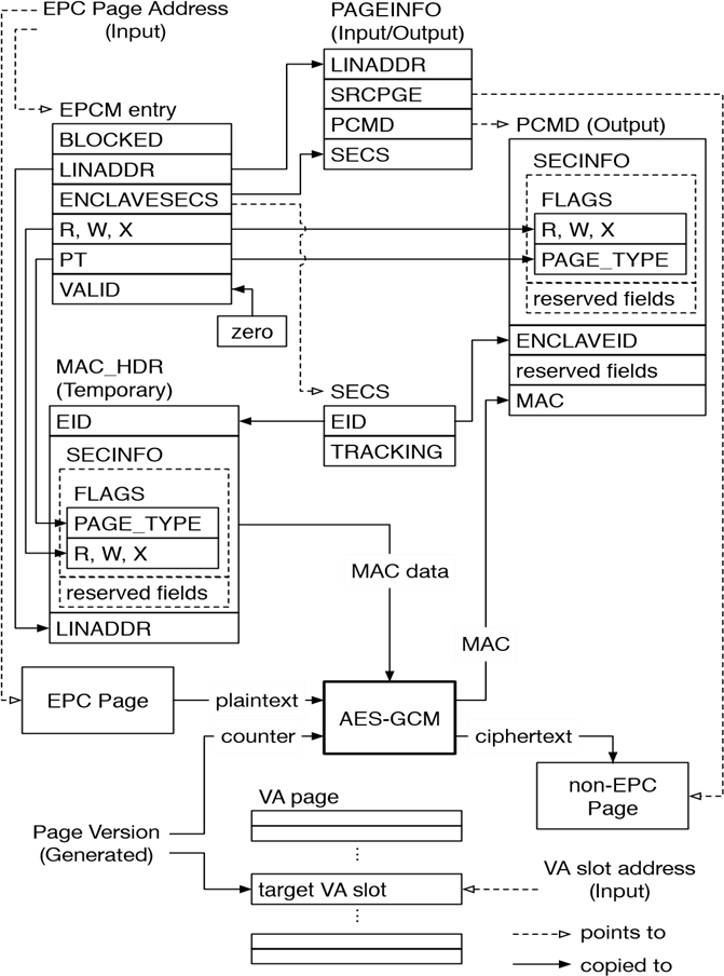 EPC Page Address
(Input)
PAGEINFO
(Input/Output)
LINADDR
SRCPGE
PCMD
SECS
EPCM entry
BLOCKED
LINADDR
ENCLAVESECS
R, W, X
PT
VALID
zero
PCMD (Output)
SECINFO
FLAGS
R, W, X
PAGE_TYPE
reserved fields
ENCLAVEID
reserved fields
MAC
MAC_HDR
(Temporary)
EID
SECINFO
FLAGS
PAGE_TYPE
R, W, X
reserved fields
LINADDR
SECS
EID
TRACKING
MAC data
MAC
EPC Page
plaintext
counter
AES-GCM
ciphertext
non-EPC
Page
Page Version
(Generated)
VA page
target VA slot
VA slot address
(Input)
points to
copied to